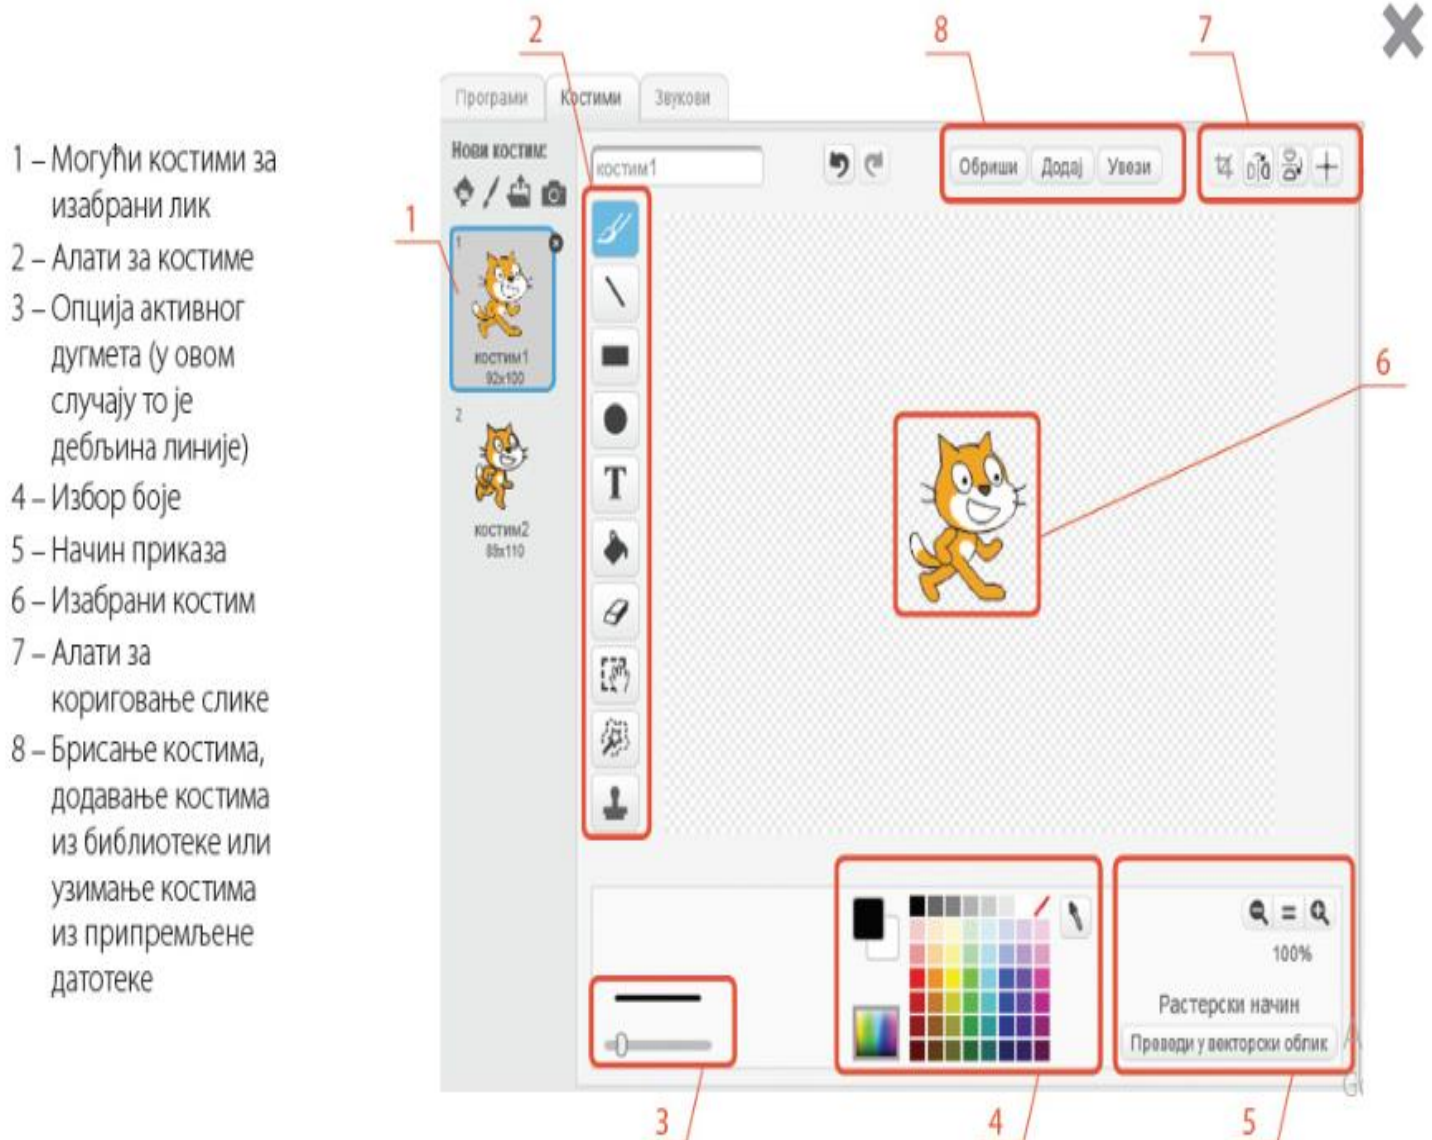 1 – Могући костими за
изабрани лик
2 – Алати за костиме
3 – Опција активног
дугмета (у овом
случају то је
дебљина линије)
4 – Избор боје
5 – Начин приказа
6 – Изабрани костим
7 – Алати за
кориговање слике
8 – Брисање костима,
додавање костима
из библиотеке или
узимање костима
из припремљене
датотеке
2
8
7
Програми
Костими
Звукови
Нови костим:
костим1
Обриши
Додај
Увези
1
1
костим1
92x100
2
костим2
89x110
T
6
100%
Растерски начин
Преводи у векторски облик
3
4
5